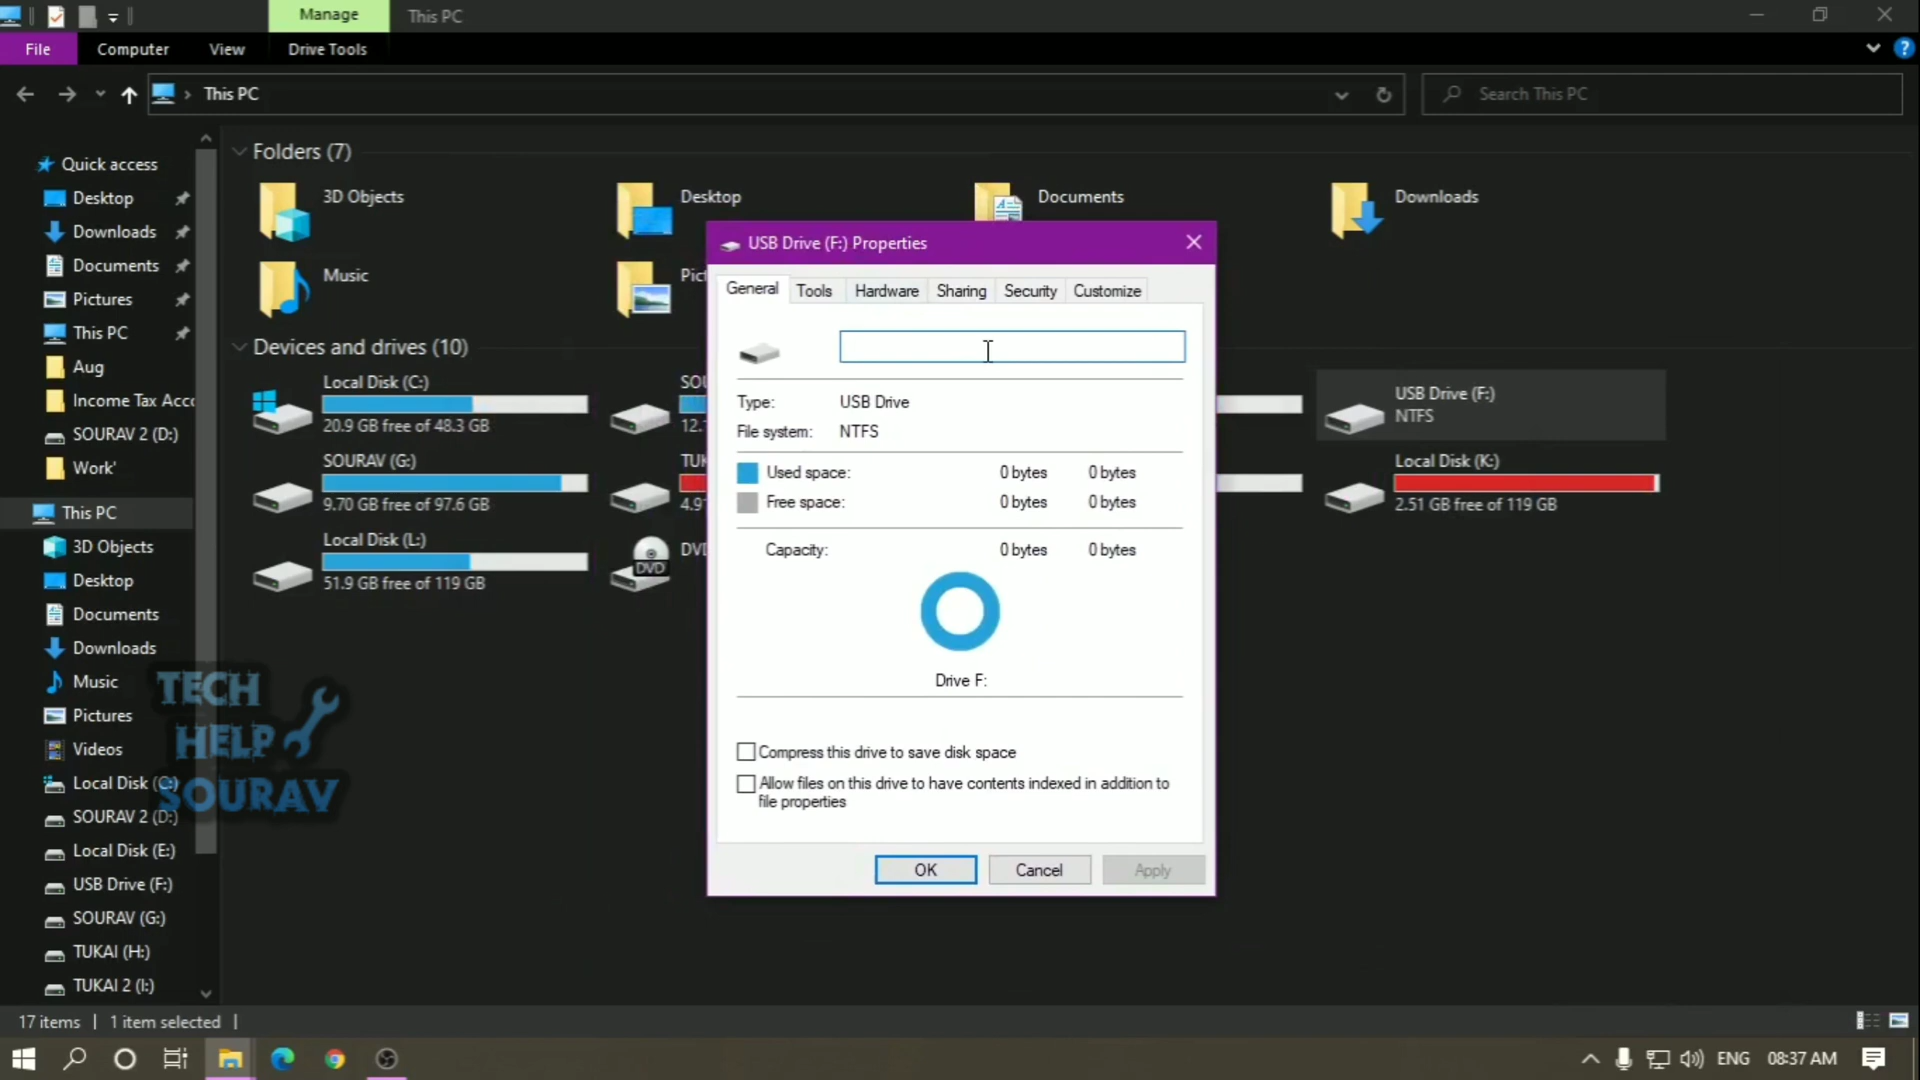 Manage
This PC
File
Computer
View
Drive Tools
This PC
Search This PC
Quick access
Desktop
Downloads
Documents
Pictures
This PC
Aug
Income Tax Acc
SOURAV 2 (D:)
Work'
This PC
3D Objects
Desktop
Documents
Downloads
Music
Pictures
Videos
Local Disk (C:)
SOURAV 2 (D:)
Local Disk (E:)
USB Drive (F:)
SOURAV (G:)
TUKAI (H:)
TUKAI 2 (I:)
TECH
HELP
SOURAV
Folders (7)
3D Objects
Desktop
Documents
Downloads
Music
Pic
Devices and drives (10)
Local Disk (C:)
20.9 GB free of 48.3 GB
SOU
12.
USB Drive (F:)
NTFS
SOURAV (G:)
9.70 GB free of 97.6 GB
TUK
4.9
Local Disk (K:)
2.51 GB free of 119 GB
Local Disk (L:)
51.9 GB free of 119 GB
DVD
DVD
USB Drive (F:) Properties
General
Tools
Hardware
Sharing
Security
Customize
Type: USB Drive
File system: NTFS
Used space: 0 bytes 0 bytes
Free space: 0 bytes 0 bytes
Capacity: 0 bytes 0 bytes
Drive F:
Compress this drive to save disk space
Allow files on this drive to have contents indexed in addition to
file properties
OK
Cancel
Apply
17 items
1 item selected
ENG
08:37 AM